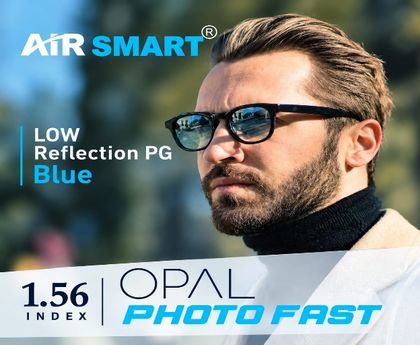 AiR SMART®
LOW
Reflection PG
Blue
1.56
INDEX
OPAL
PHOTO FAST